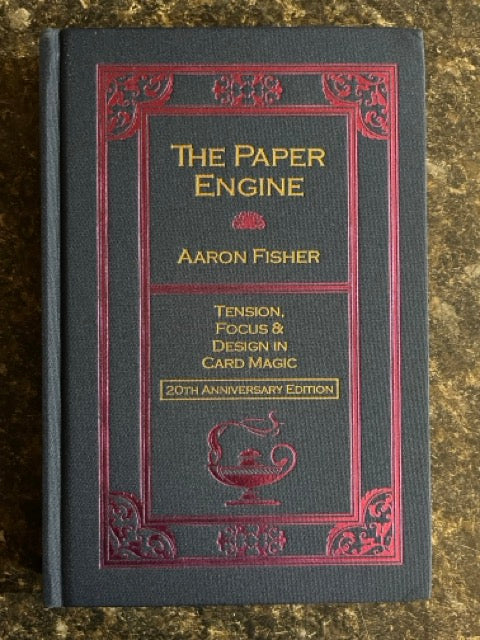 THE PAPER
ENGINE
AARON FISHER
TENSION,
FOCUS &
DESIGN IN
CARD MAGIC
20TH ANNIVERSARY EDITION